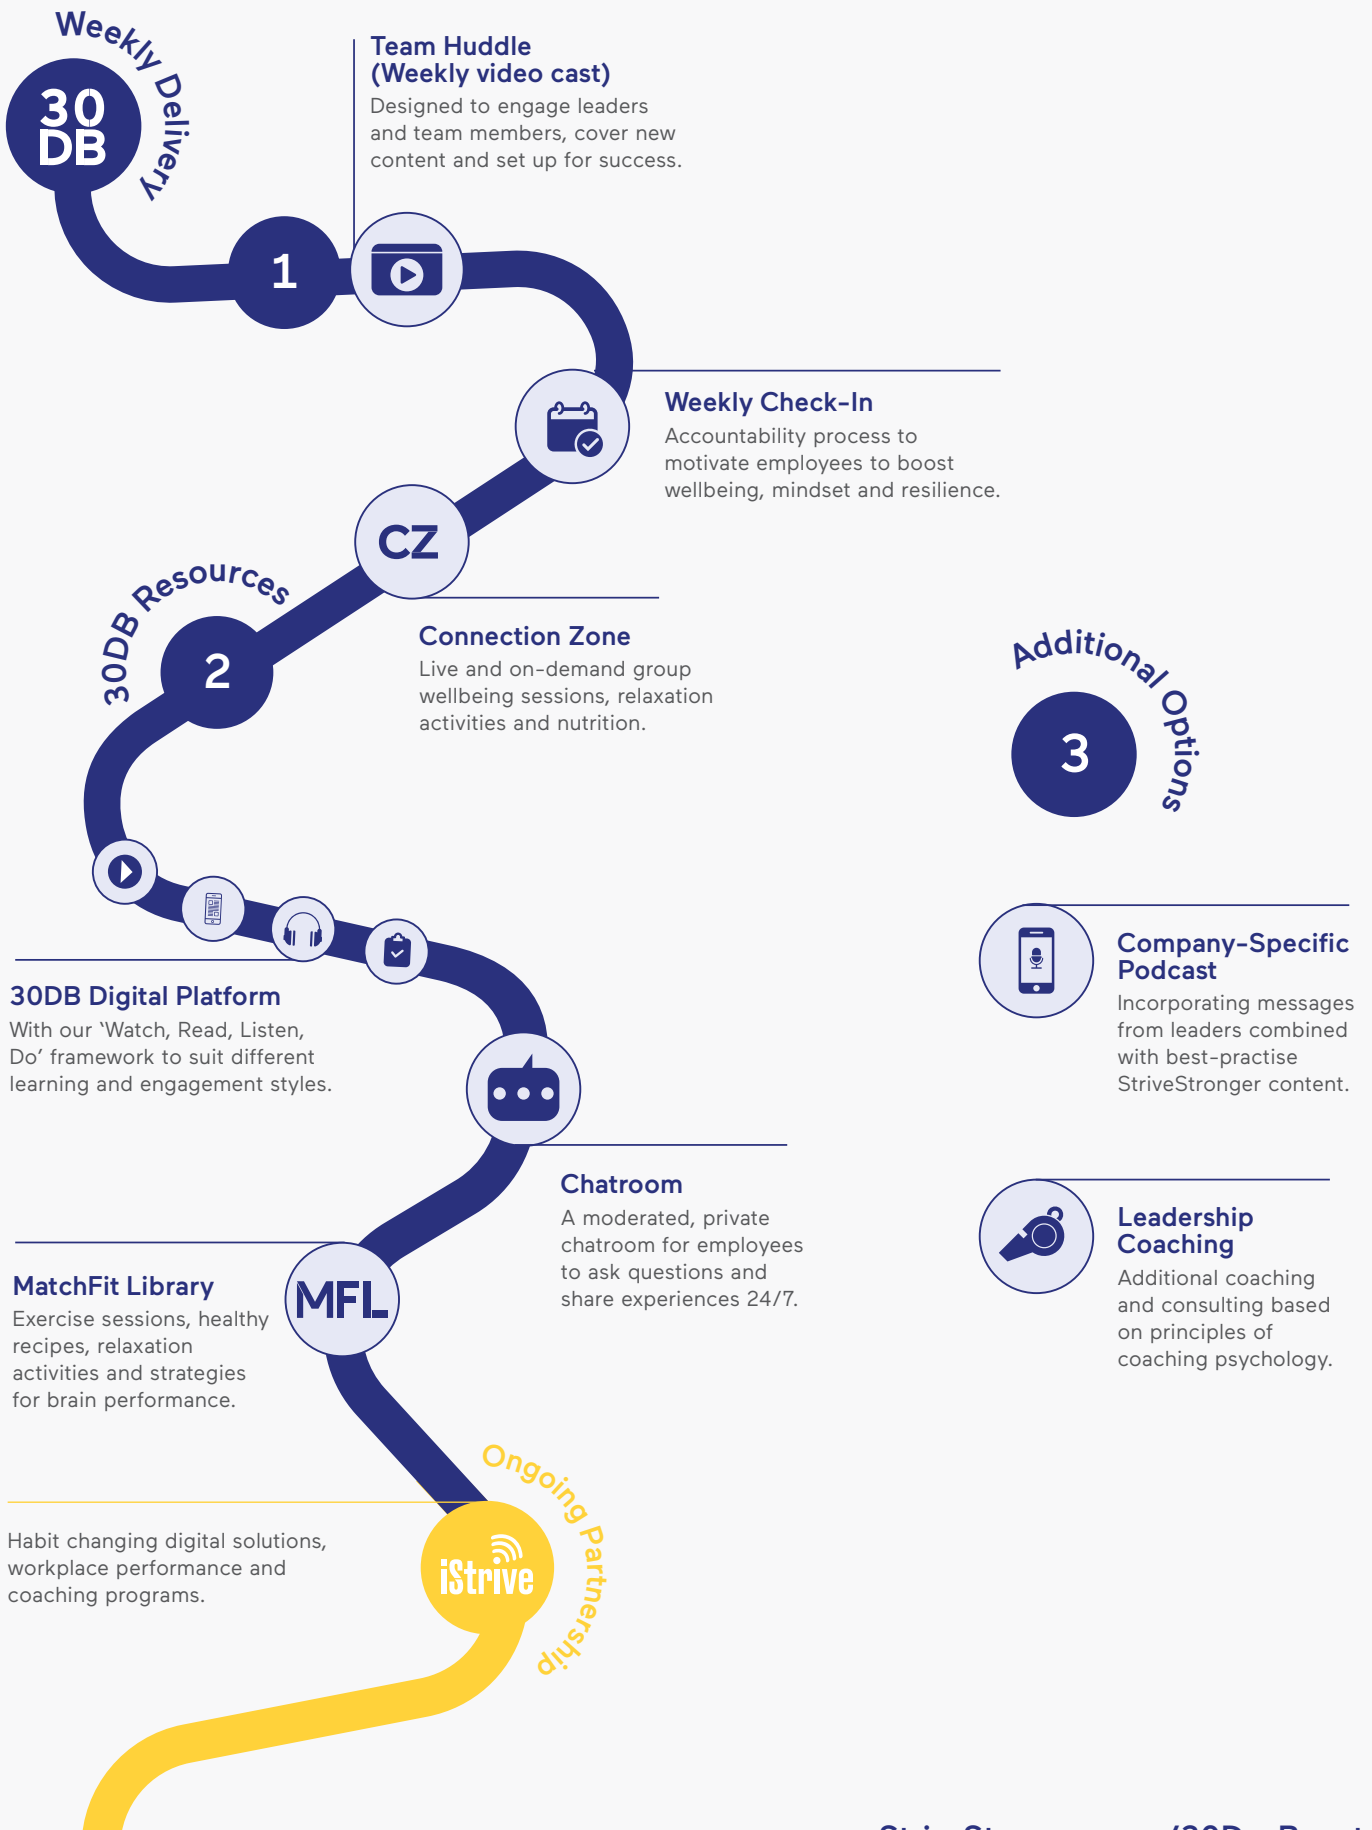 Weekly Delivery
30
DB
Team Huddle
(Weekly video cast)
Designed to engage leaders
and team members, cover new
content and set up for success.
1
Weekly Check-In
Accountability process to
motivate employees to boost
wellbeing, mindset and resilience.
CZ
Connection Zone
Live and on-demand group
wellbeing sessions, relaxation
activities and nutrition.
30DB Resources
2
30DB Digital Platform
With our ‘Watch, Read, Listen,
Do’ framework to suit different
learning and engagement styles.
Chatroom
A moderated, private
chatroom for employees
to ask questions and
share experiences 24/7.
MFL
MatchFit Library
Exercise sessions, healthy
recipes, relaxation
activities and strategies
for brain performance.
Ongoing Partnership
iStrive
Habit changing digital solutions,
workplace performance and
coaching programs.
Additional Options
3
Company-Specific
Podcast
Incorporating messages
from leaders combined
with best-practise
StriveStronger content.
Leadership
Coaching
Additional coaching
and consulting based
on principles of
coaching psychology.